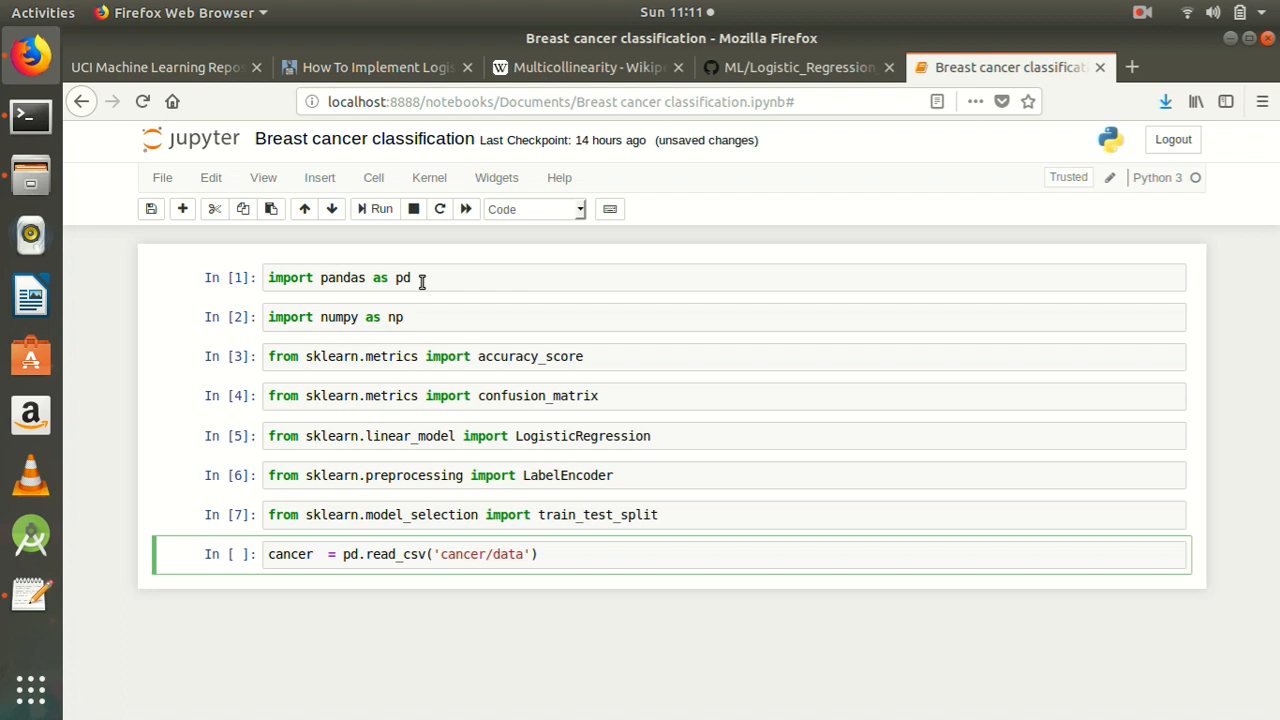 Activities Firefox Web Browser Sun 11:11
Breast cancer classification - Mozilla Firefox
UCI Machine Learning Repos How To Implement Logis Multicollinearity - Wikipe ML/Logistic_Regression Breast cancer classificati
localhost:8888/notebooks/Documents/Breast cancer classification.ipynb#
jupyter Breast cancer classification Last Checkpoint: 14 hours ago (unsaved changes) Logout
File Edit View Insert Cell Kernel Widgets Help Trusted Python 3
Run Code
In [1]: import pandas as pd
In [2]: import numpy as np
In [3]: from sklearn.metrics import accuracy_score
In [4]: from sklearn.metrics import confusion_matrix
In [5]: from sklearn.linear_model import LogisticRegression
In [6]: from sklearn.preprocessing import LabelEncoder
In [7]: from sklearn.model_selection import train_test_split
In [ ]: cancer  = pd.read_csv('cancer/data')